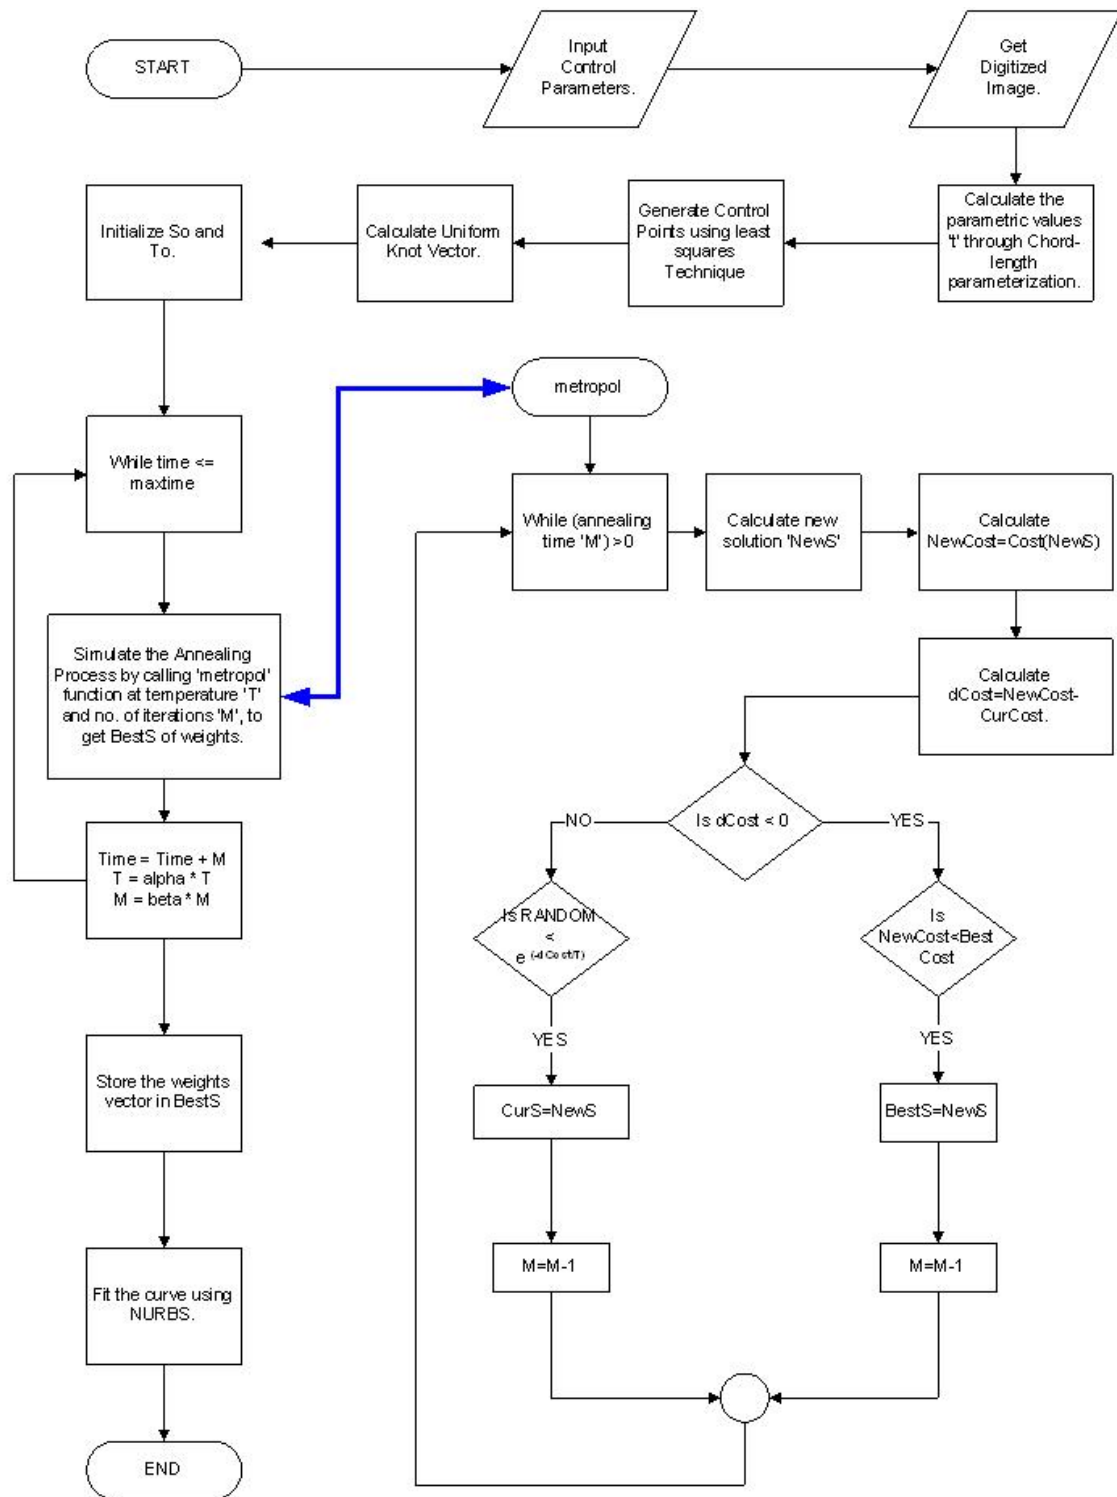 START
Input
Control
Parameters.
Get
Digitized
Image.
Initialize So and
To.
Calculate Uniform
Knot Vector.
Generate Control
Points using least
squares
Technique
Calculate the
parametric values
't' through Chord-
length
parameterization.
metropol
While time <=
maxtime
While (annealing
time 'M') >0
Calculate new
solution 'NewS'
Calculate
NewCost=Cost(NewS)
Simulate the Annealing
Process by calling 'metropol'
function at temperature 'T'
and no. of iterations 'M', to
get BestS of weights.
Calculate
dCost=NewCost-
CurCost.
NO
Is dCost < 0
YES
Time = Time + M
T = alpha * T
M = beta * M
Is RANDOM
<
e (-dCost/T)
Is
NewCost<Best
Cost
YES
YES
Store the weights
vector in BestS
CurS=NewS
BestS=NewS
Fit the curve using
NURBS.
M=M-1
M=M-1
END